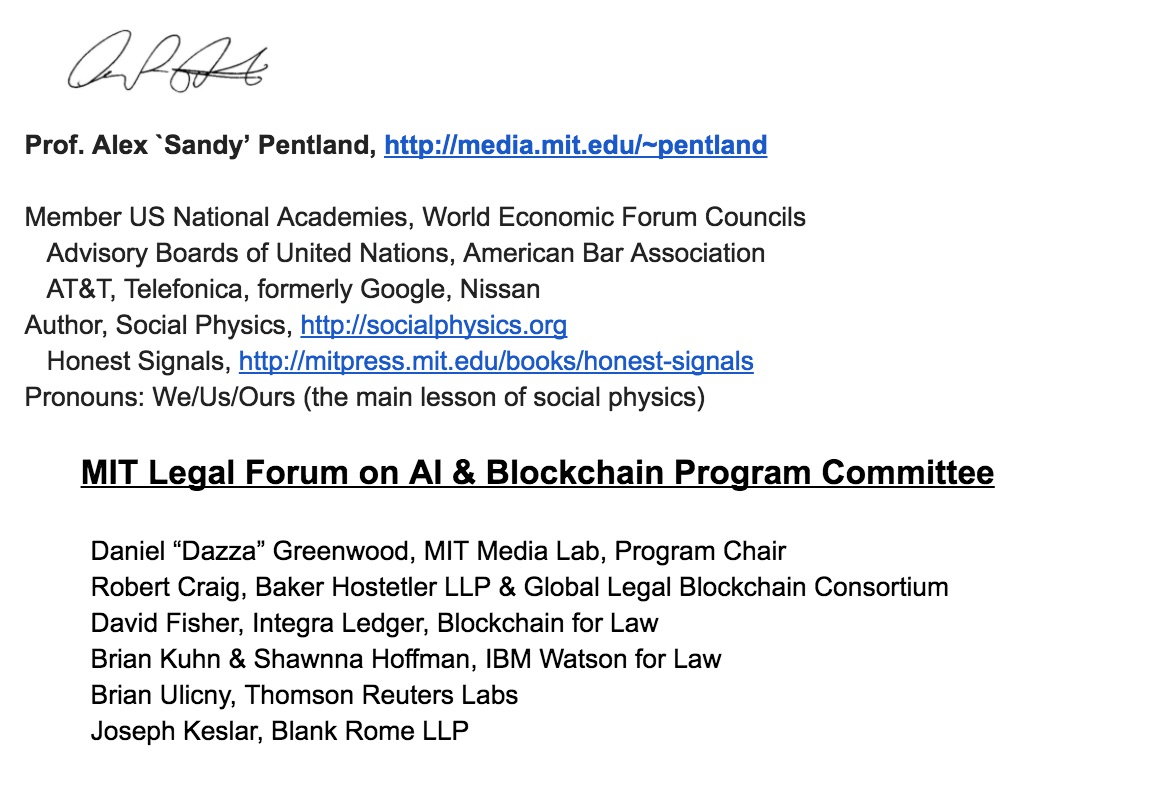 Prof. Alex `Sandy’ Pentland, http://media.mit.edu/~pentland
Member US National Academies, World Economic Forum Councils
Advisory Boards of United Nations, American Bar Association
AT&T, Telefonica, formerly Google, Nissan
Author, Social Physics, http://socialphysics.org
Honest Signals, http://mitpress.mit.edu/books/honest-signals
Pronouns: We/Us/Ours (the main lesson of social physics)
MIT Legal Forum on AI & Blockchain Program Committee
Daniel “Dazza” Greenwood, MIT Media Lab, Program Chair
Robert Craig, Baker Hostetler LLP & Global Legal Blockchain Consortium
David Fisher, Integra Ledger, Blockchain for Law
Brian Kuhn & Shawnna Hoffman, IBM Watson for Law
Brian Ulicny, Thomson Reuters Labs
Joseph Keslar, Blank Rome LLP